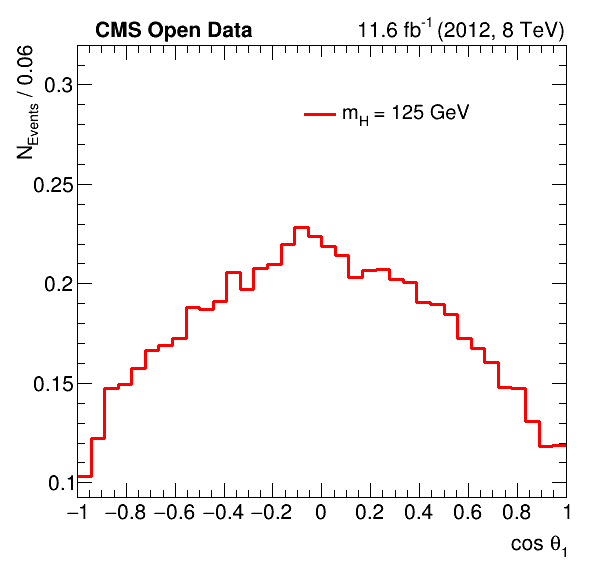 CMS Open Data 11.6 fb⁻¹ (2012, 8 TeV)
N_Events / 0.06
m_H = 125 GeV
0.3
0.25
0.2
0.15
0.1
−1 −0.8 −0.6 −0.4 −0.2 0 0.2 0.4 0.6 0.8 1
cos θ₁